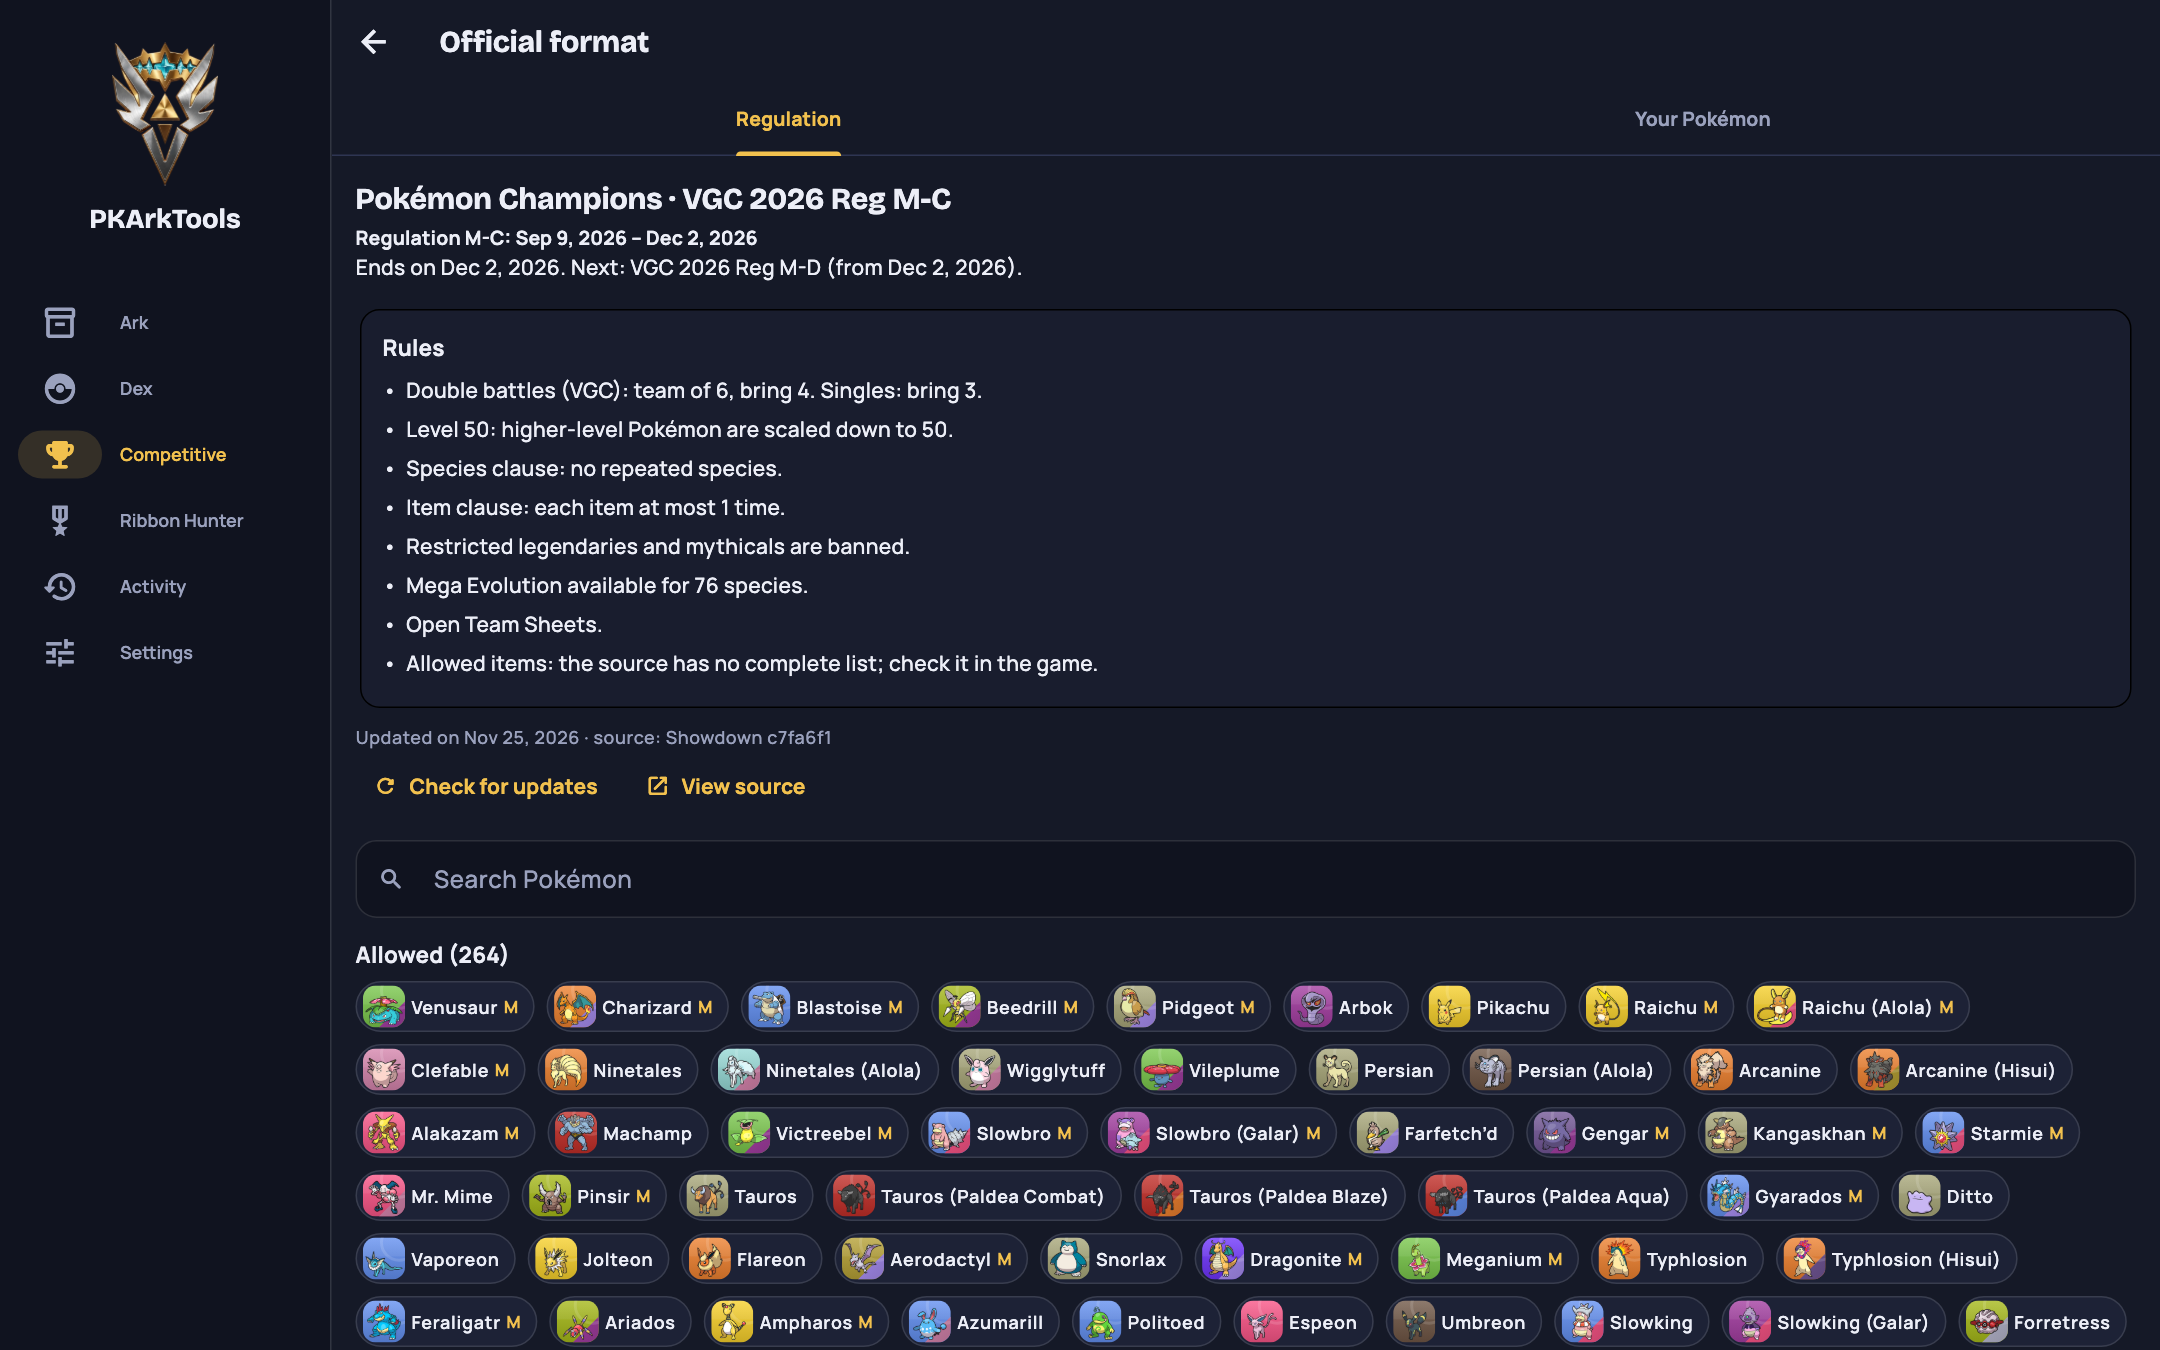 PKArkTools
Ark
Dex
Competitive
Ribbon Hunter
Activity
Settings
Official format
Regulation
Your Pokémon
Pokémon Champions · VGC 2026 Reg M-C
Regulation M-C: Sep 9, 2026 – Dec 2, 2026
Ends on Dec 2, 2026. Next: VGC 2026 Reg M-D (from Dec 2, 2026).
Rules
• Double battles (VGC): team of 6, bring 4. Singles: bring 3.
• Level 50: higher-level Pokémon are scaled down to 50.
• Species clause: no repeated species.
• Item clause: each item at most 1 time.
• Restricted legendaries and mythicals are banned.
• Mega Evolution available for 76 species.
• Open Team Sheets.
• Allowed items: the source has no complete list; check it in the game.
Updated on Nov 25, 2026 · source: Showdown c7fa6f1
Check for updates View source
Search Pokémon
Allowed (264)
Venusaur M Charizard M Blastoise M Beedrill M Pidgeot M Arbok Pikachu Raichu M Raichu (Alola) M
Clefable M Ninetales Ninetales (Alola) Wigglytuff Vileplume Persian Persian (Alola) Arcanine Arcanine (Hisui)
Alakazam M Machamp Victreebel M Slowbro M Slowbro (Galar) M Farfetch'd Gengar M Kangaskhan M Starmie M
Mr. Mime Pinsir M Tauros Tauros (Paldea Combat) Tauros (Paldea Blaze) Tauros (Paldea Aqua) Gyarados M Ditto
Vaporeon Jolteon Flareon Aerodactyl M Snorlax Dragonite M Meganium M Typhlosion Typhlosion (Hisui)
Feraligatr M Ariados Ampharos M Azumarill Politoed Espeon Umbreon Slowking Slowking (Galar) Forretress